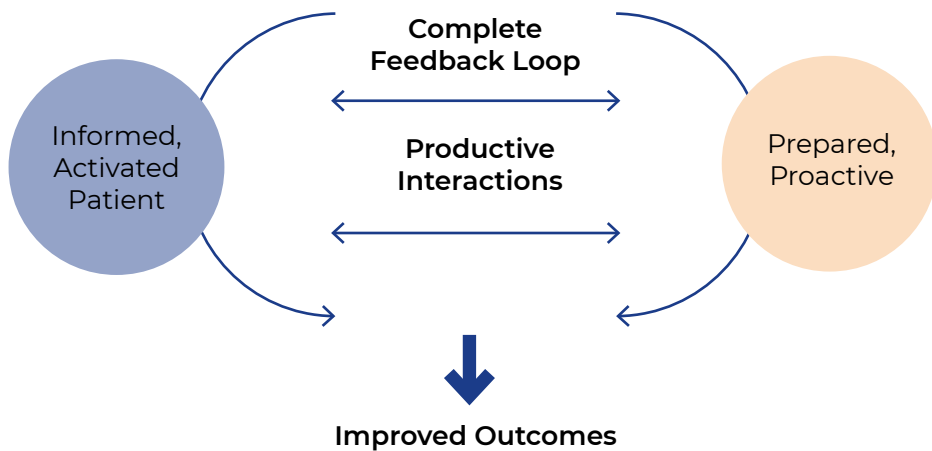 Complete
Feedback Loop
Informed,
Activated
Patient
Productive
Interactions
Prepared,
Proactive
Improved Outcomes